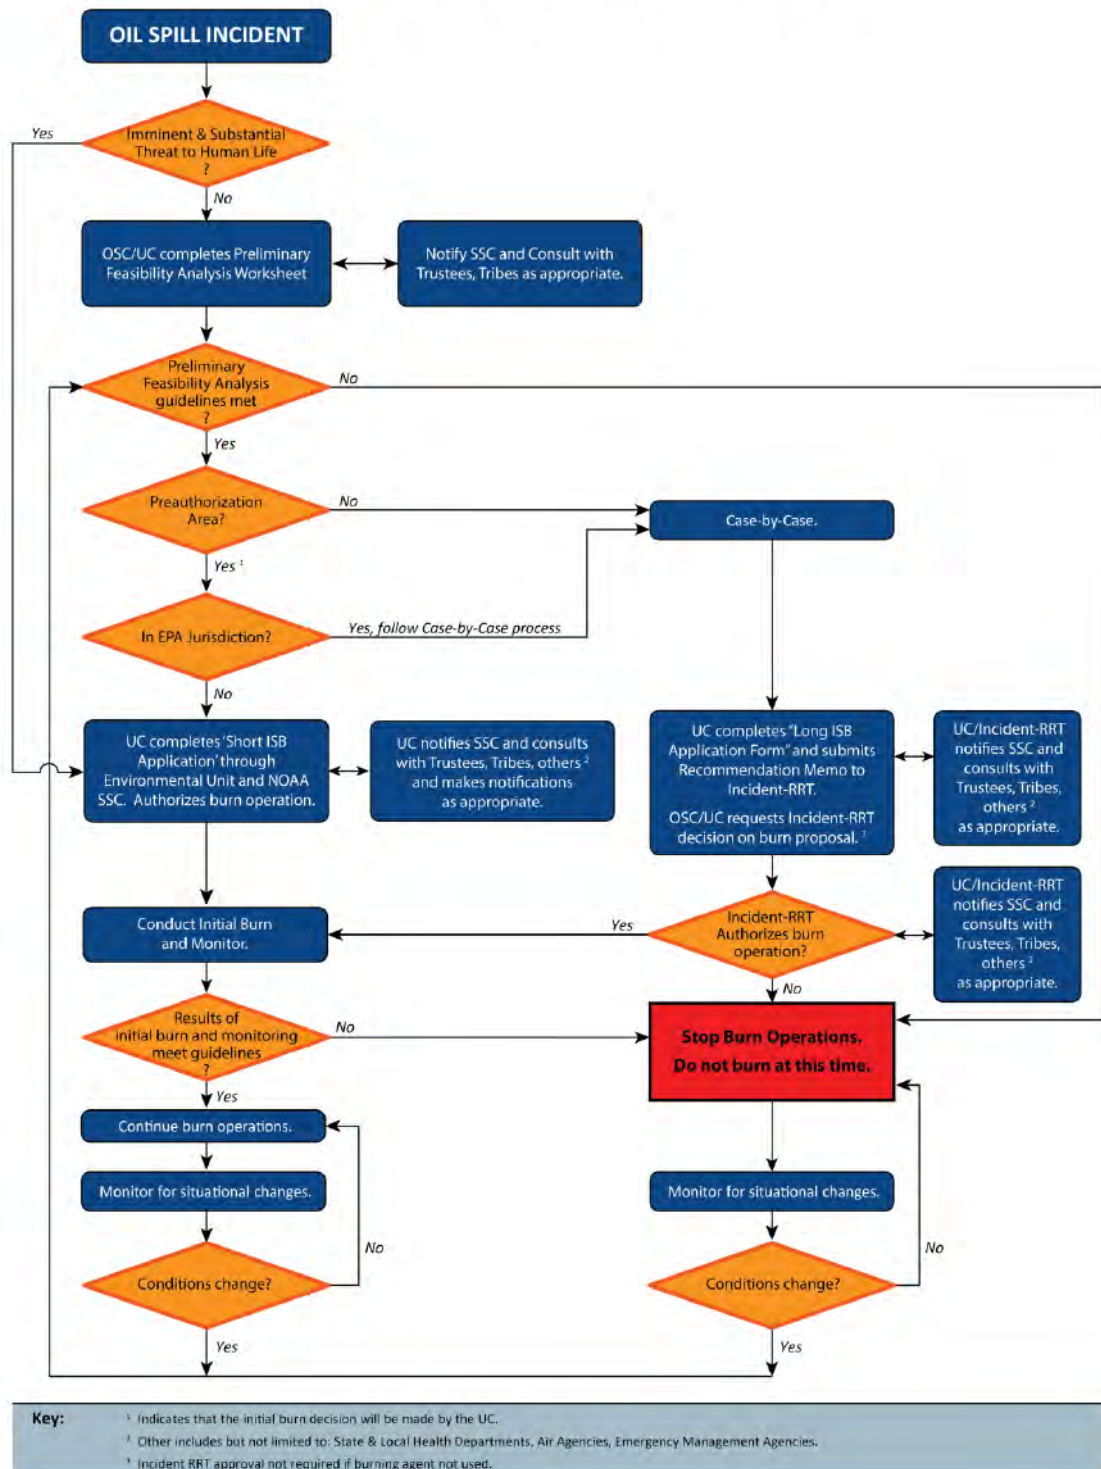 OIL SPILL INCIDENT
Imminent & Substantial
Threat to Human Life
?
Yes
No
OSC/UC completes Preliminary
Feasibility Analysis Worksheet
Notify SSC and Consult with
Trustees, Tribes as appropriate.
Preliminary
Feasibility Analysis
guidelines met
?
No
Yes
Preauthorization
Area?
No
Case-by-Case.
Yes 1
In EPA Jurisdiction?
Yes, follow Case-by-Case process
No
UC completes 'Short ISB
Application' through
Environmental Unit and NOAA
SSC. Authorizes burn operation.
UC notifies SSC and consults
with Trustees, Tribes, others 2
and makes notifications
as appropriate.
UC completes "Long ISB
Application Form" and submits
Recommendation Memo to
Incident-RRT.
OSC/UC requests Incident-RRT
decision on burn proposal. 3
UC/Incident-RRT
notifies SSC and
consults with
Trustees, Tribes,
others 2
as appropriate.
Conduct Initial Burn
and Monitor.
Yes
Incident-RRT
Authorizes burn
operation?
UC/Incident-RRT
notifies SSC and
consults with
Trustees, Tribes,
others 2
as appropriate.
No
Results of
initial burn and monitoring
meet guidelines
?
No
Stop Burn Operations.
Do not burn at this time.
Yes
Continue burn operations.
Monitor for situational changes.
Monitor for situational changes.
No
No
Conditions change?
Conditions change?
Yes
Yes
Key:
1 Indicates that the initial burn decision will be made by the UC.
2 Other includes but not limited to: State & Local Health Departments, Air Agencies, Emergency Management Agencies.
3 Incident RRT approval not required if burning agent not used.